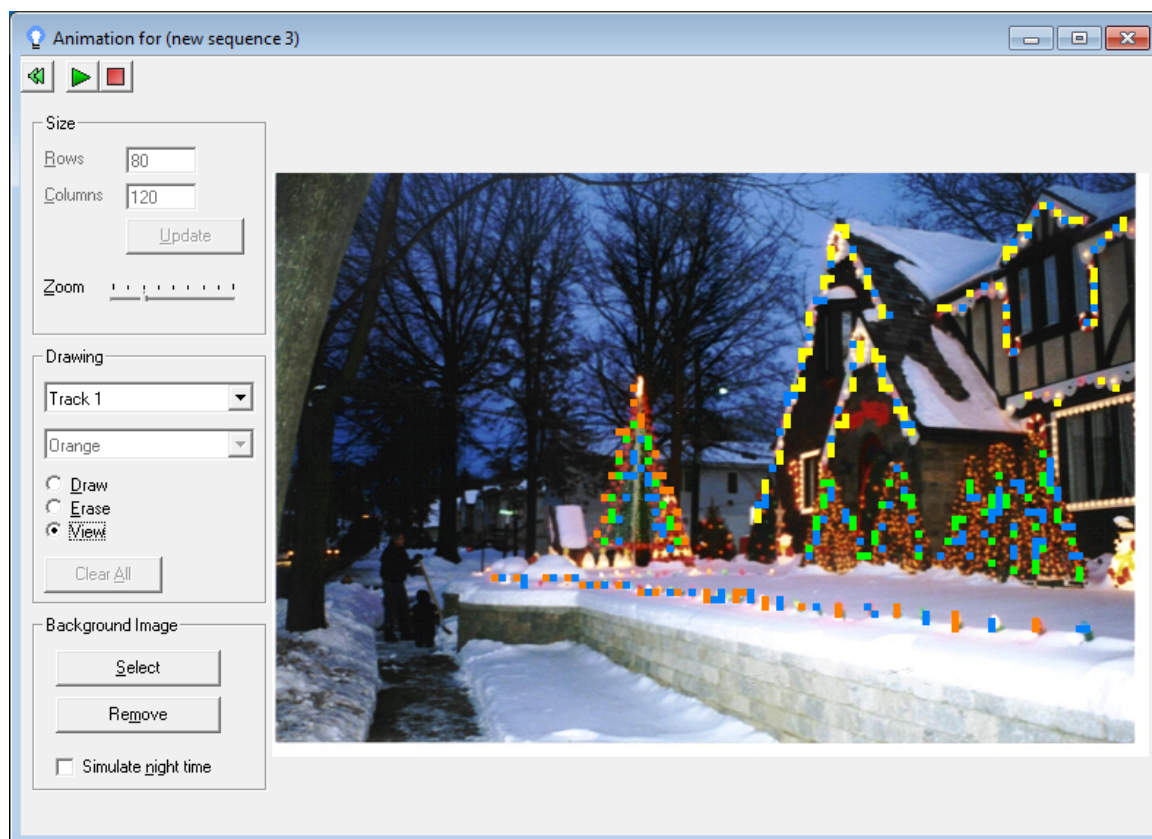 Animation for (new sequence 3)
Size
Rows 80
Columns 120
Update
Zoom
Drawing
Track 1
Orange
Draw
Erase
View
Clear All
Background Image
Select
Remove
Simulate night time